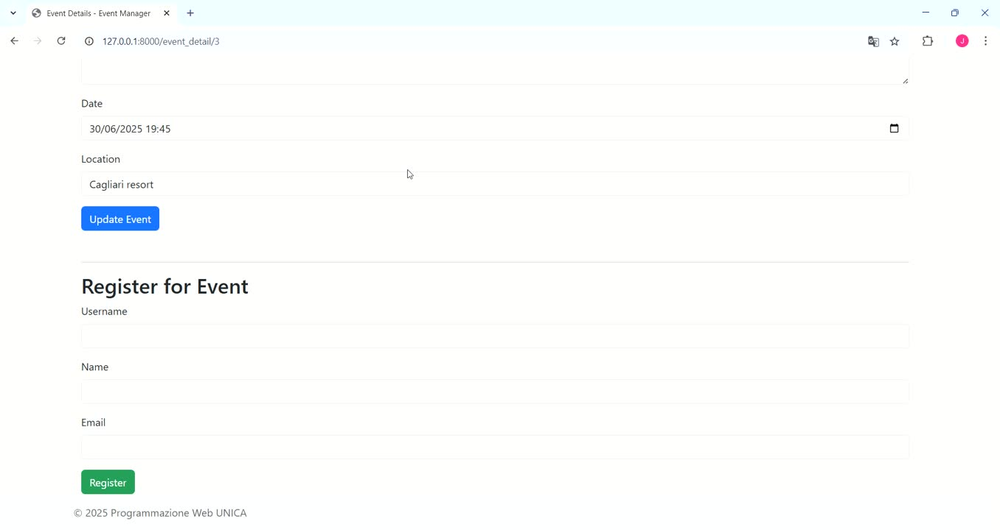 Event Details - Event Manager
127.0.0.1:8000/event_detail/3
J
Date
30/06/2025 19:45
Location
Cagliari resort
Update Event
Register for Event
Username
Name
Email
Register
© 2025 Programmazione Web UNICA